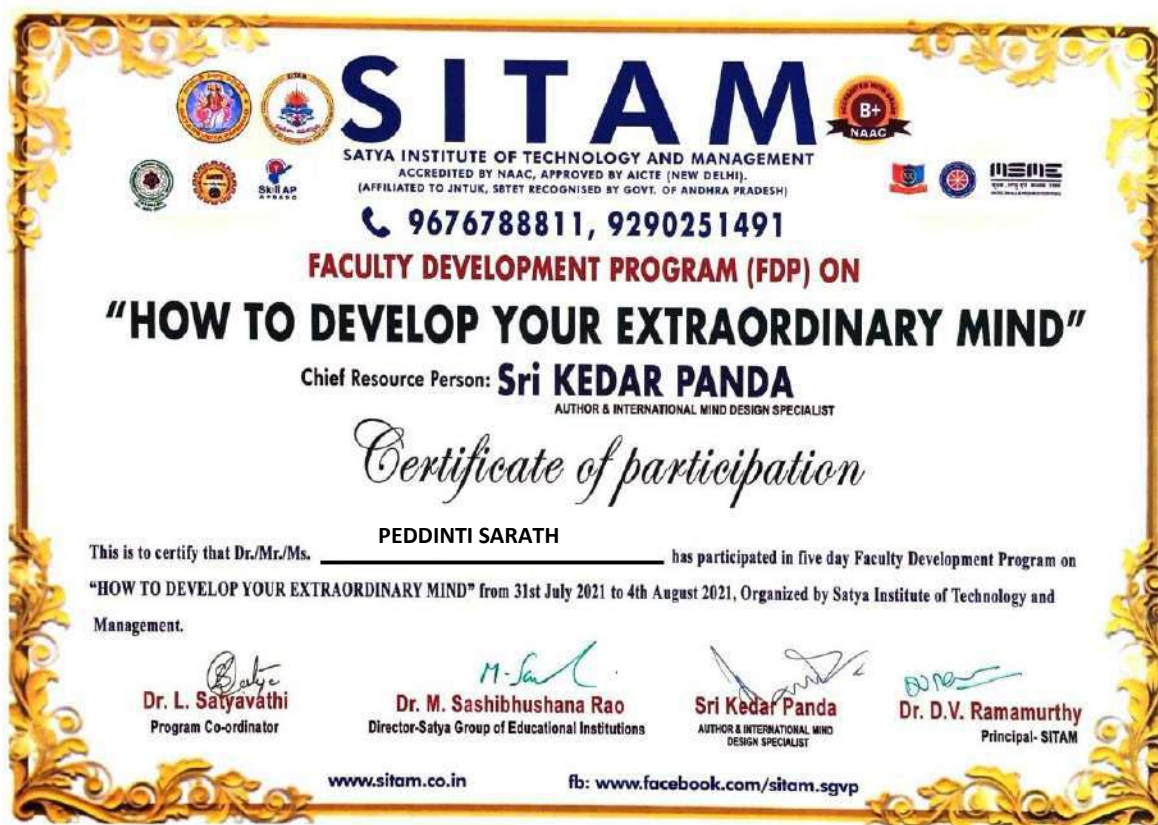 SITAM
B+
NAAC
SATYA INSTITUTE OF TECHNOLOGY AND MANAGEMENT
ACCREDITED BY NAAC, APPROVED BY AICTE (NEW DELHI).
(AFFILIATED TO JNTUK, SBTET RECOGNISED BY GOVT. OF ANDHRA PRADESH)
Skill AP
MSME
9676788811, 9290251491
FACULTY DEVELOPMENT PROGRAM (FDP) ON
"HOW TO DEVELOP YOUR EXTRAORDINARY MIND"
Chief Resource Person: Sri KEDAR PANDA
AUTHOR & INTERNATIONAL MIND DESIGN SPECIALIST
Certificate of participation
PEDDINTI SARATH
This is to certify that Dr./Mr./Ms. has participated in five day Faculty Development Program on
"HOW TO DEVELOP YOUR EXTRAORDINARY MIND" from 31st July 2021 to 4th August 2021, Organized by Satya Institute of Technology and
Management.
Dr. L. Satyavathi
Program Co-ordinator
Dr. M. Sashibhushana Rao
Director-Satya Group of Educational Institutions
Sri Kedar Panda
AUTHOR & INTERNATIONAL MIND
DESIGN SPECIALIST
Dr. D.V. Ramamurthy
Principal- SITAM
www.sitam.co.in fb: www.facebook.com/sitam.sgvp